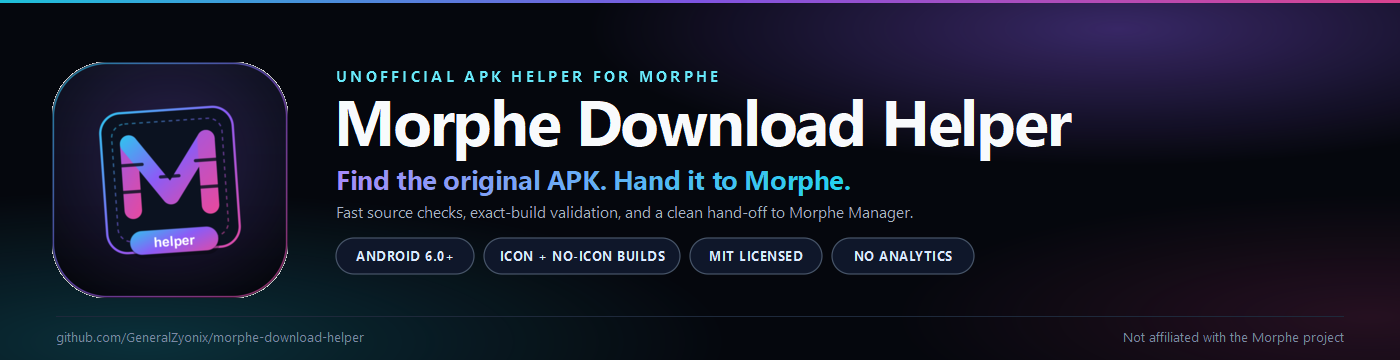 UNOFFICIAL APK HELPER FOR MORPHE
Morphe Download Helper
Find the original APK. Hand it to Morphe.
Fast source checks, exact-build validation, and a clean hand-off to Morphe Manager.
M
helper
ANDROID 6.0+
ICON + NO-ICON BUILDS
MIT LICENSED
NO ANALYTICS
github.com/GeneralZyonix/morphe-download-helper
Not affiliated with the Morphe project